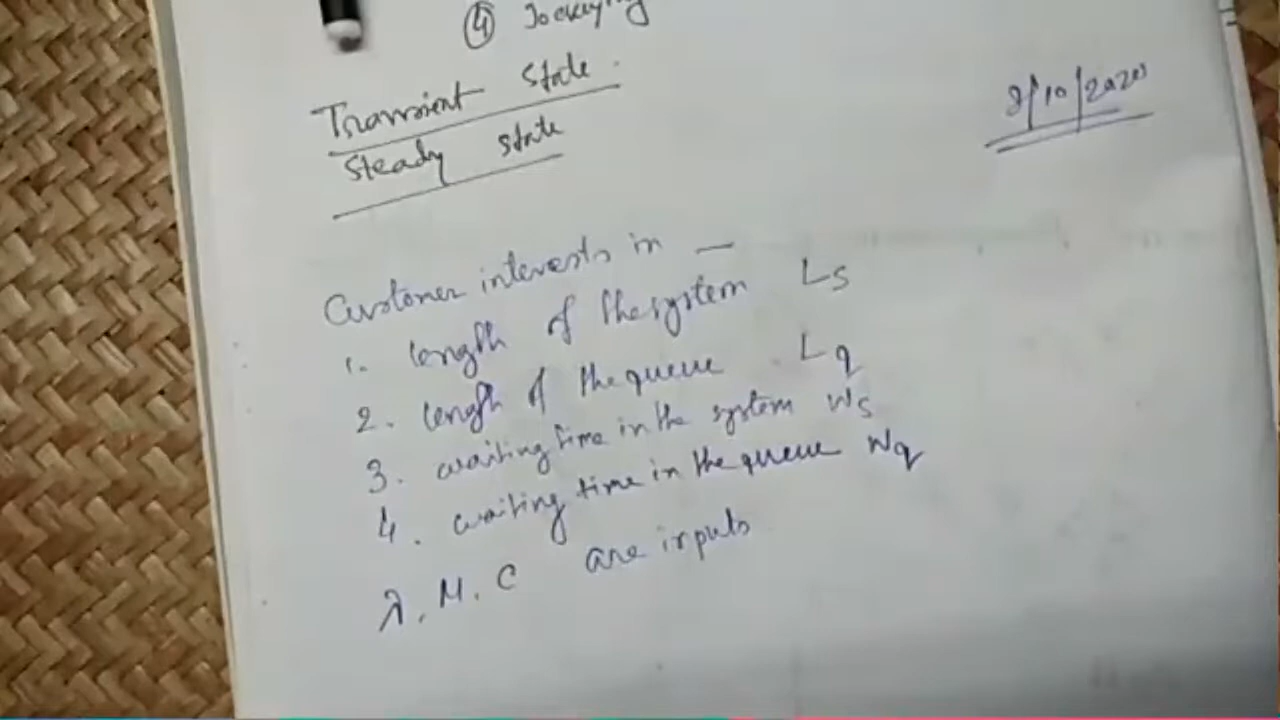 ④ Jockying
Transient state.
Steady state
8/10/2020
Customer interests in —
1. length of the system Ls
2. length of the queue Lq
3. waiting time in the system Ws
4. waiting time in the queue Wq
λ, M, C are inputs